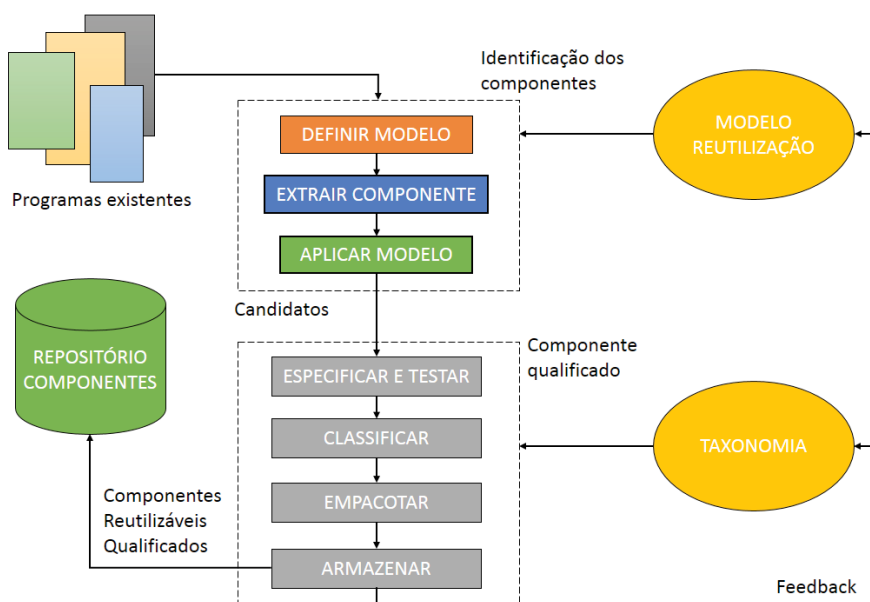 Programas existentes
Identificação dos
componentes
DEFINIR MODELO
EXTRAIR COMPONENTE
APLICAR MODELO
MODELO
REUTILIZAÇÃO
Candidatos
REPOSITÓRIO
COMPONENTES
Componente
qualificado
ESPECIFICAR E TESTAR
CLASSIFICAR
EMPACOTAR
ARMAZENAR
TAXONOMIA
Componentes
Reutilizáveis
Qualificados
Feedback